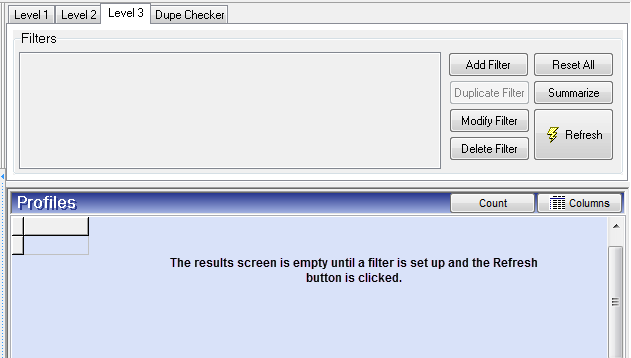 Level 1 Level 2 Level 3 Dupe Checker
Filters
Add Filter Reset All
Duplicate Filter Summarize
Modify Filter Refresh
Delete Filter
Profiles Count Columns
The results screen is empty until a filter is set up and the Refresh
button is clicked.